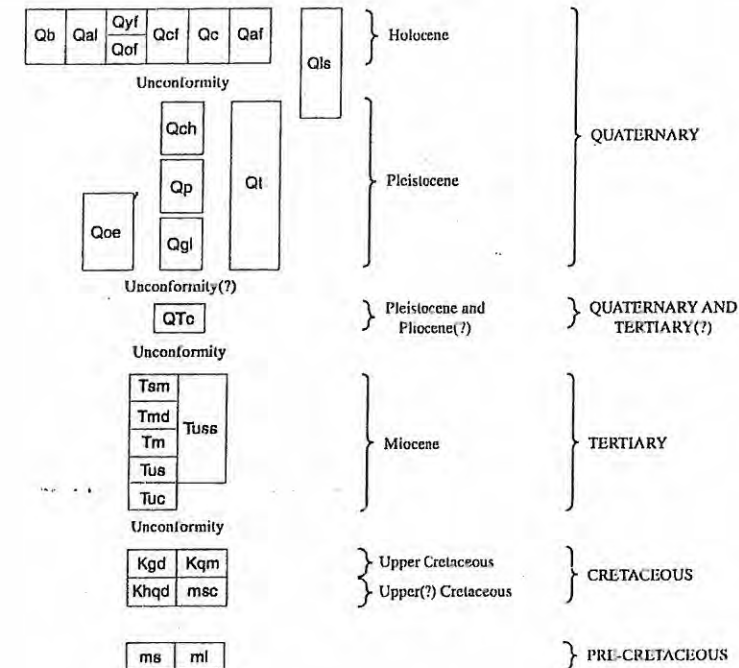 Qb Qal Qyf Qcf Qc Qaf
Qof
Qls
Holocene
Unconformity
QUATERNARY
Qch
Qp
Qt
Pleistocene
Qoe
Qgl
Unconformity(?)
QTc
Pleistocene and
Pliocene(?)
QUATERNARY AND
TERTIARY(?)
Unconformity
Tsm
Tmd
Tuss
Tm
Miocene
TERTIARY
Tus
Tuc
Unconformity
Kgd Kqm
Upper Cretaceous
CRETACEOUS
Khqd msc
Upper(?) Cretaceous
ms ml
PRE-CRETACEOUS